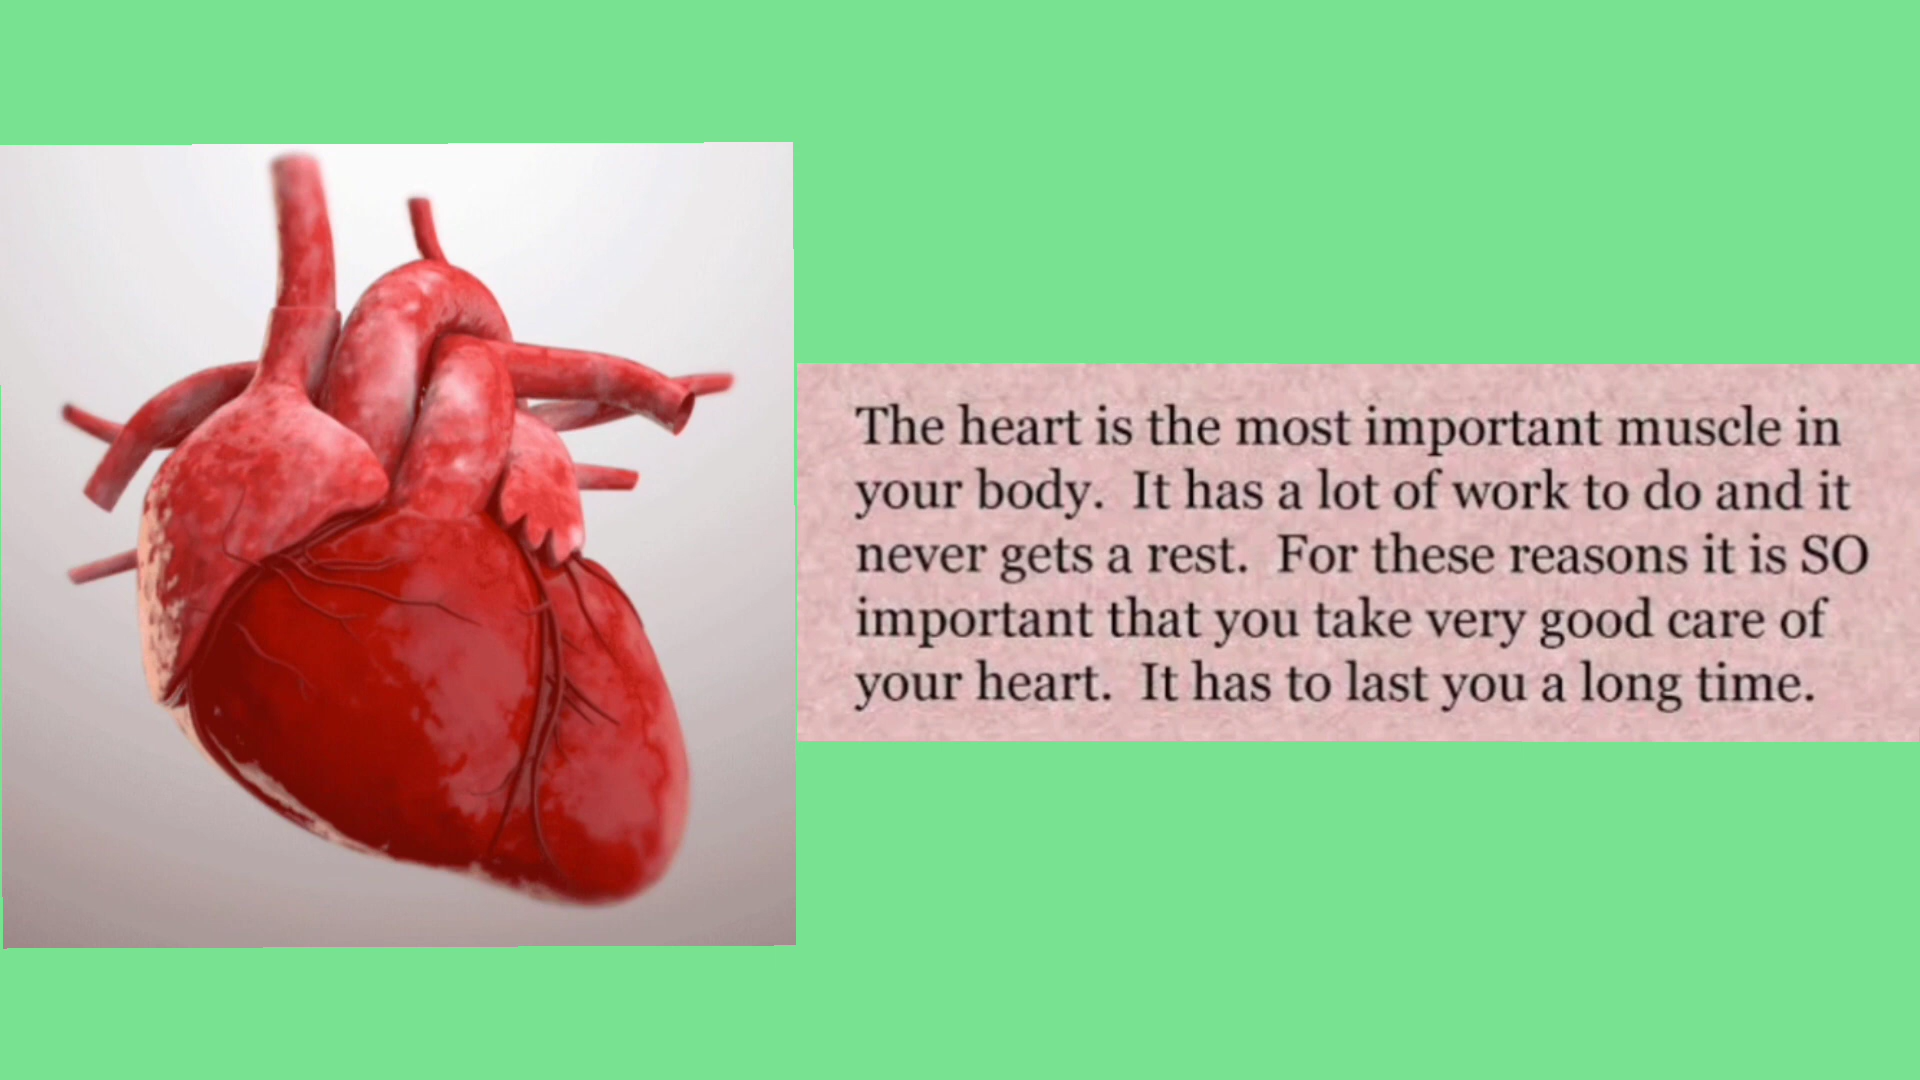 The heart is the most important muscle in
your body.  It has a lot of work to do and it
never gets a rest.  For these reasons it is SO
important that you take very good care of
your heart.  It has to last you a long time.